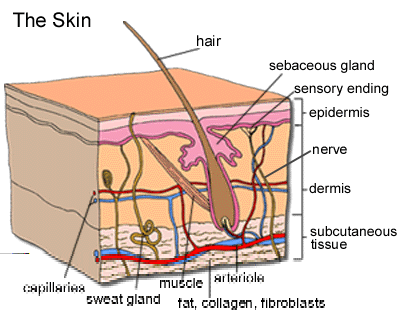 The Skin
hair
sebaceous gland
sensory ending
epidermis
nerve
dermis
subcutaneous
tissue
capillaries
sweat gland
muscle
arteriole
fat, collagen, fibroblasts